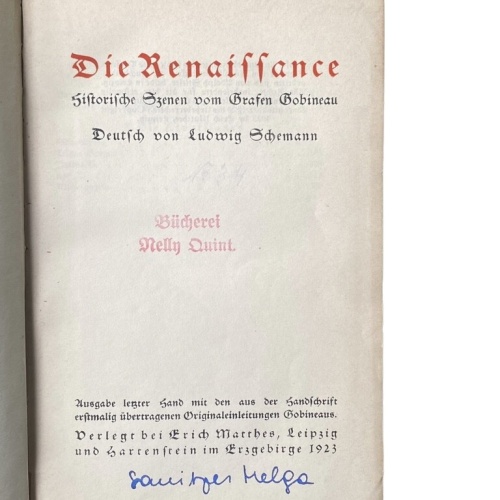 Die Renaissance
Historische Szenen vom Grafen Gobineau
Deutsch von Ludwig Schemann
Bücherei
Nelly Quint.
Ausgabe letzter Hand mit den aus der Handschrift
erstmalig übertragenen Originaleinleitungen Gobineaus.
Verlegt bei Erich Matthes, Leipzig
und Hartenstein im Erzgebirge 1923
Helga